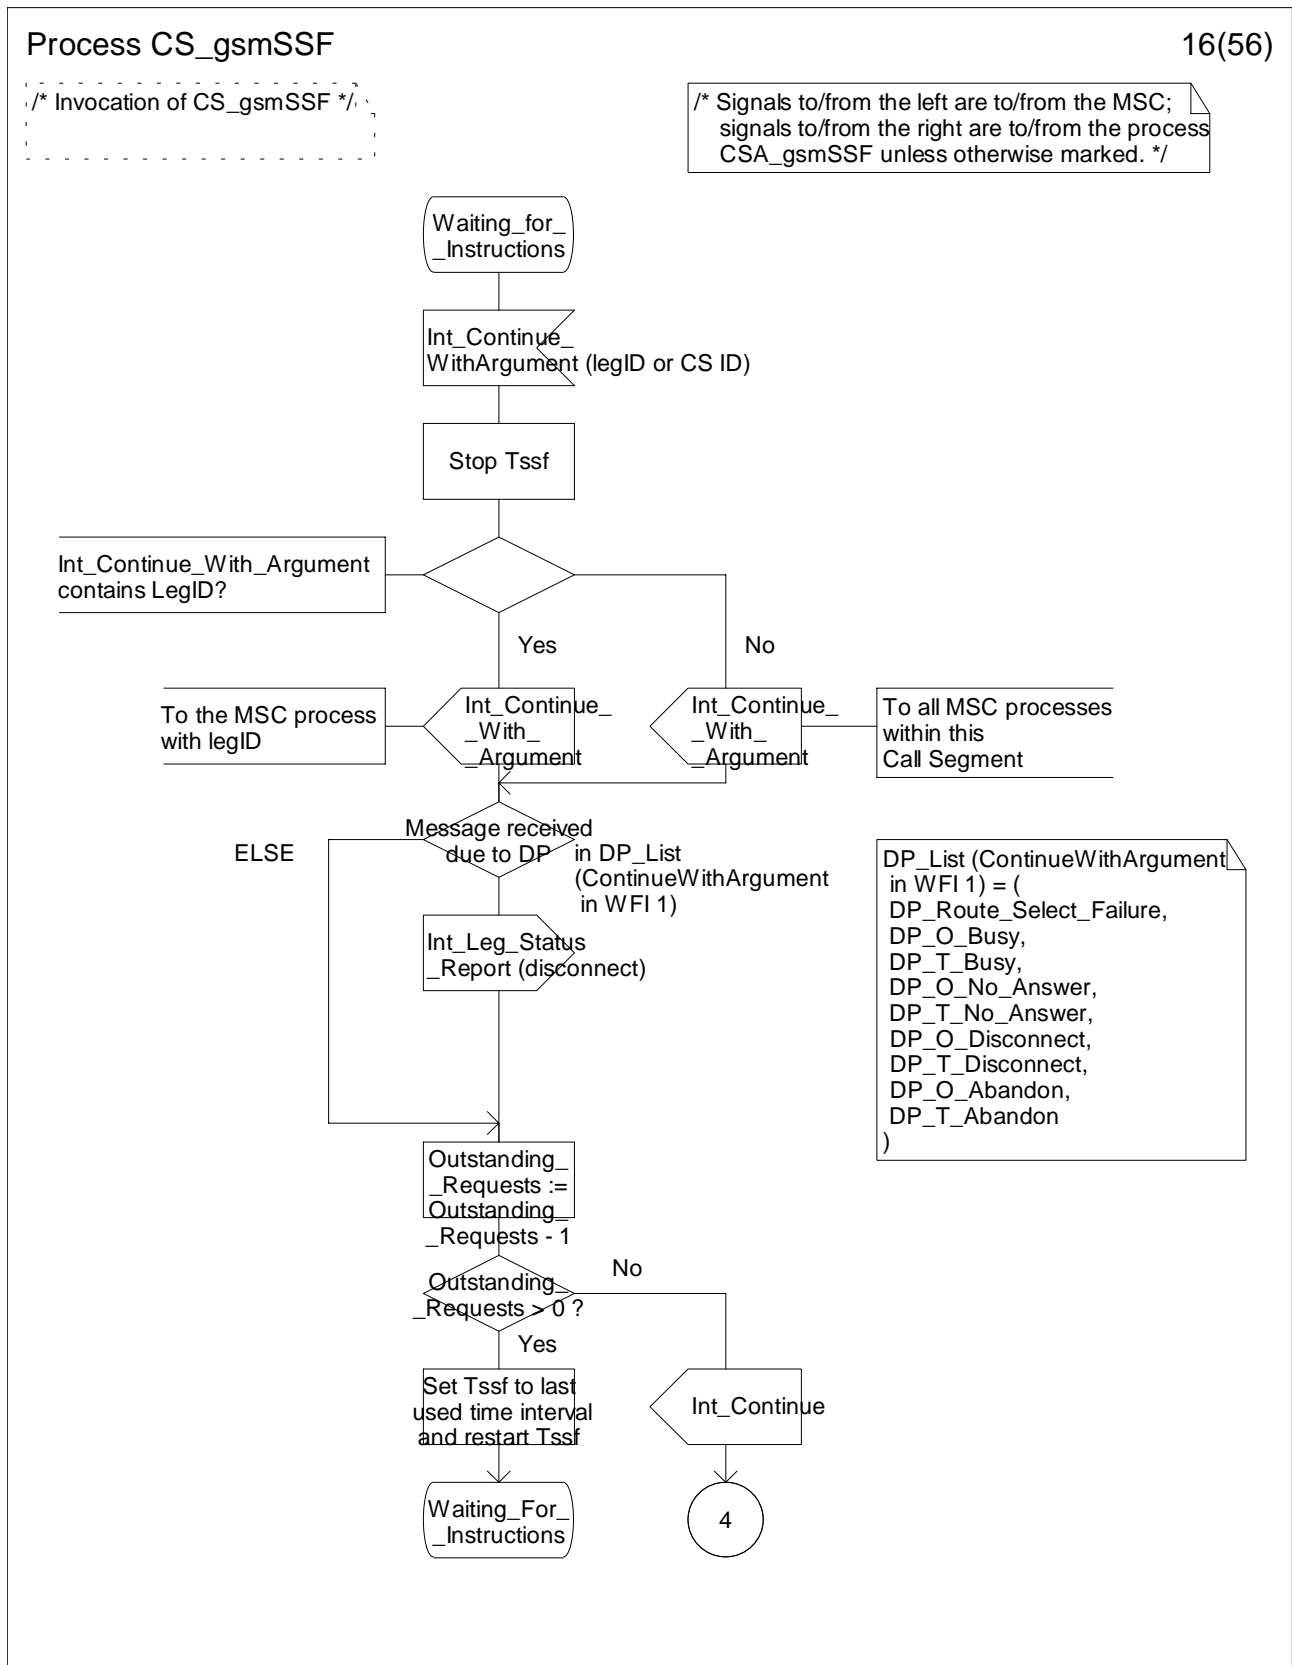 Process CS_gsmSSF
16(56)
/* Invocation of CS_gsmSSF */
/* Signals to/from the left are to/from the MSC;
signals to/from the right are to/from the process
CSA_gsmSSF unless otherwise marked. */
Waiting_for_
_Instructions
Int_Continue_
WithArgument (legID or CS ID)
Stop Tssf
Int_Continue_With_Argument
contains LegID?
Yes
No
To the MSC process
with legID
Int_Continue_
_With_
_Argument
Int_Continue_
_With_
_Argument
To all MSC processes
within this
Call Segment
Message received
due to DP
ELSE
in DP_List
(ContinueWithArgument
in WFI 1)
DP_List (ContinueWithArgument
in WFI 1) = (
DP_Route_Select_Failure,
DP_O_Busy,
DP_T_Busy,
DP_O_No_Answer,
DP_T_No_Answer,
DP_O_Disconnect,
DP_T_Disconnect,
DP_O_Abandon,
DP_T_Abandon
)
Int_Leg_Status
_Report (disconnect)
Outstanding_
_Requests :=
Outstanding_
_Requests - 1
Outstanding_
_Requests > 0 ?
No
Yes
Set Tssf to last
used time interval
and restart Tssf
Int_Continue
Waiting_For_
_Instructions
4